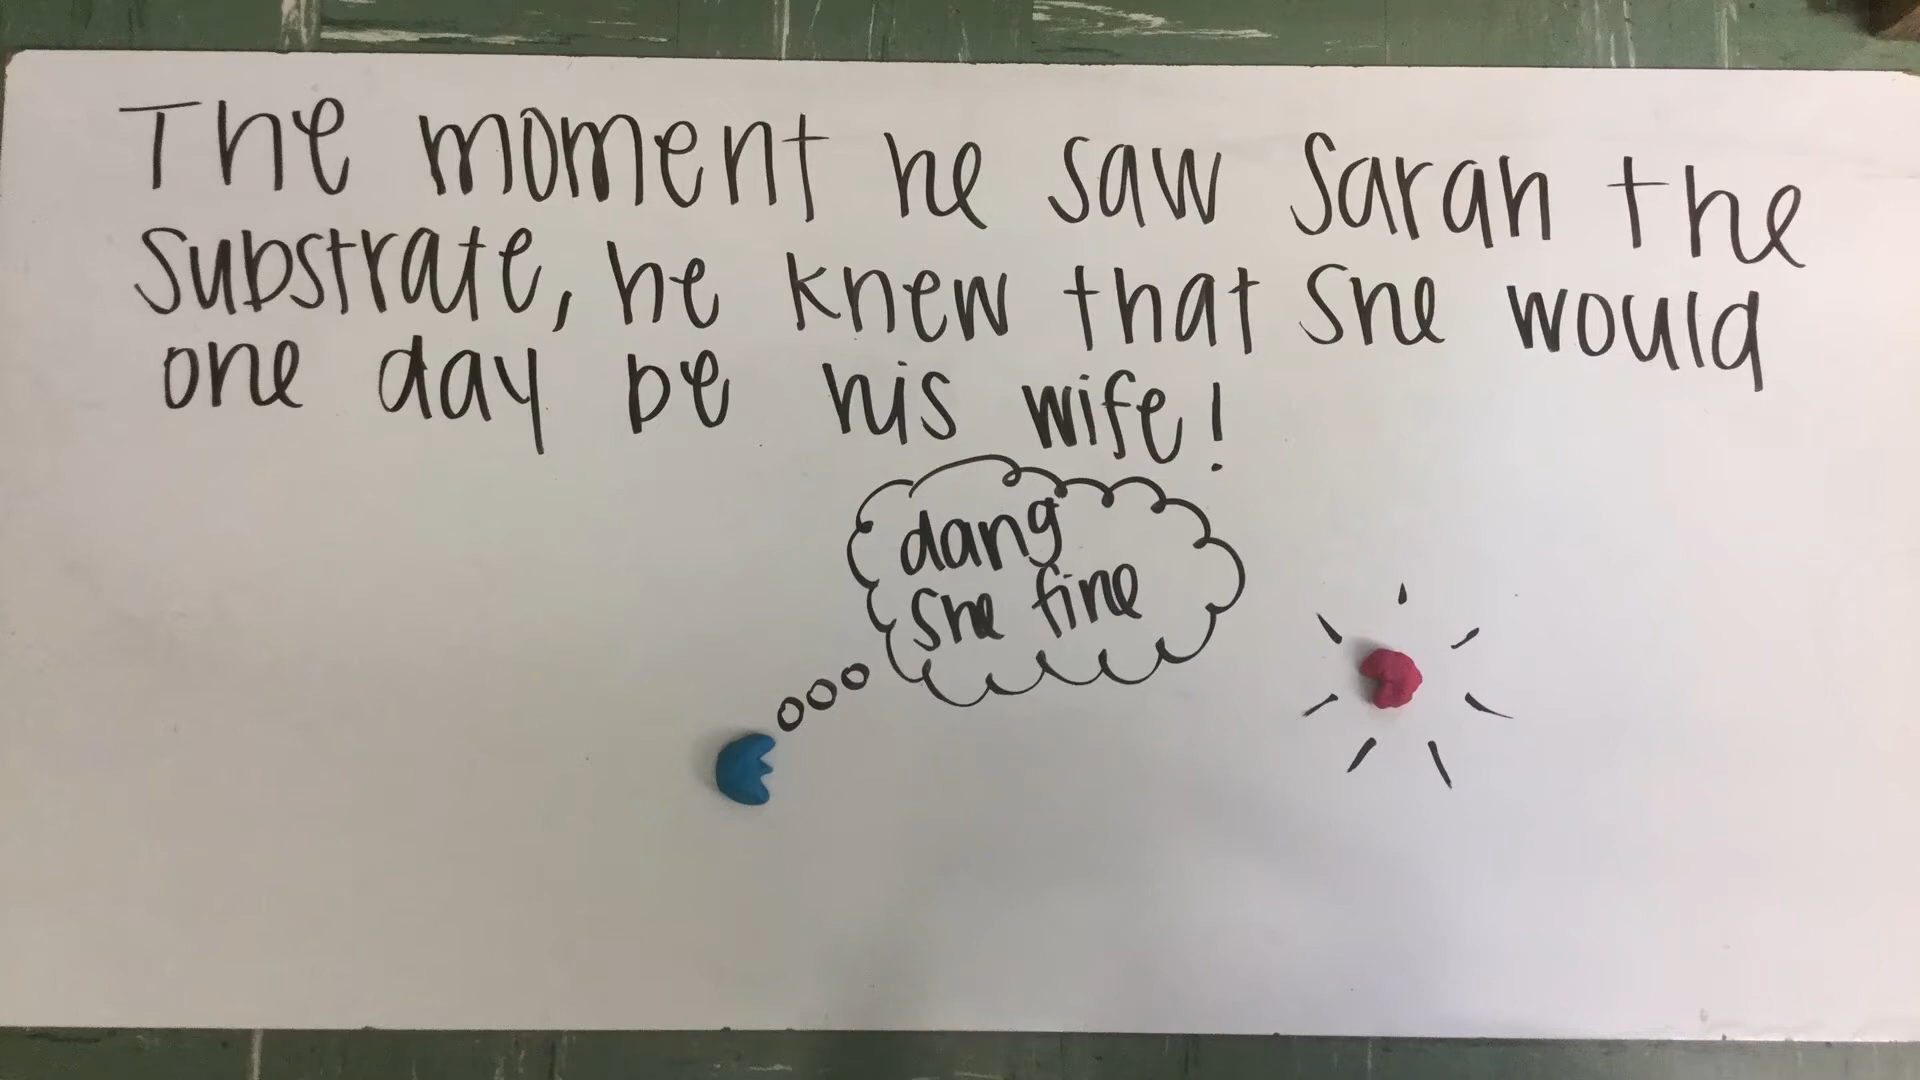 The moment he saw Sarah the
substrate, he knew that she would
one day be his wife!
dang
she fine